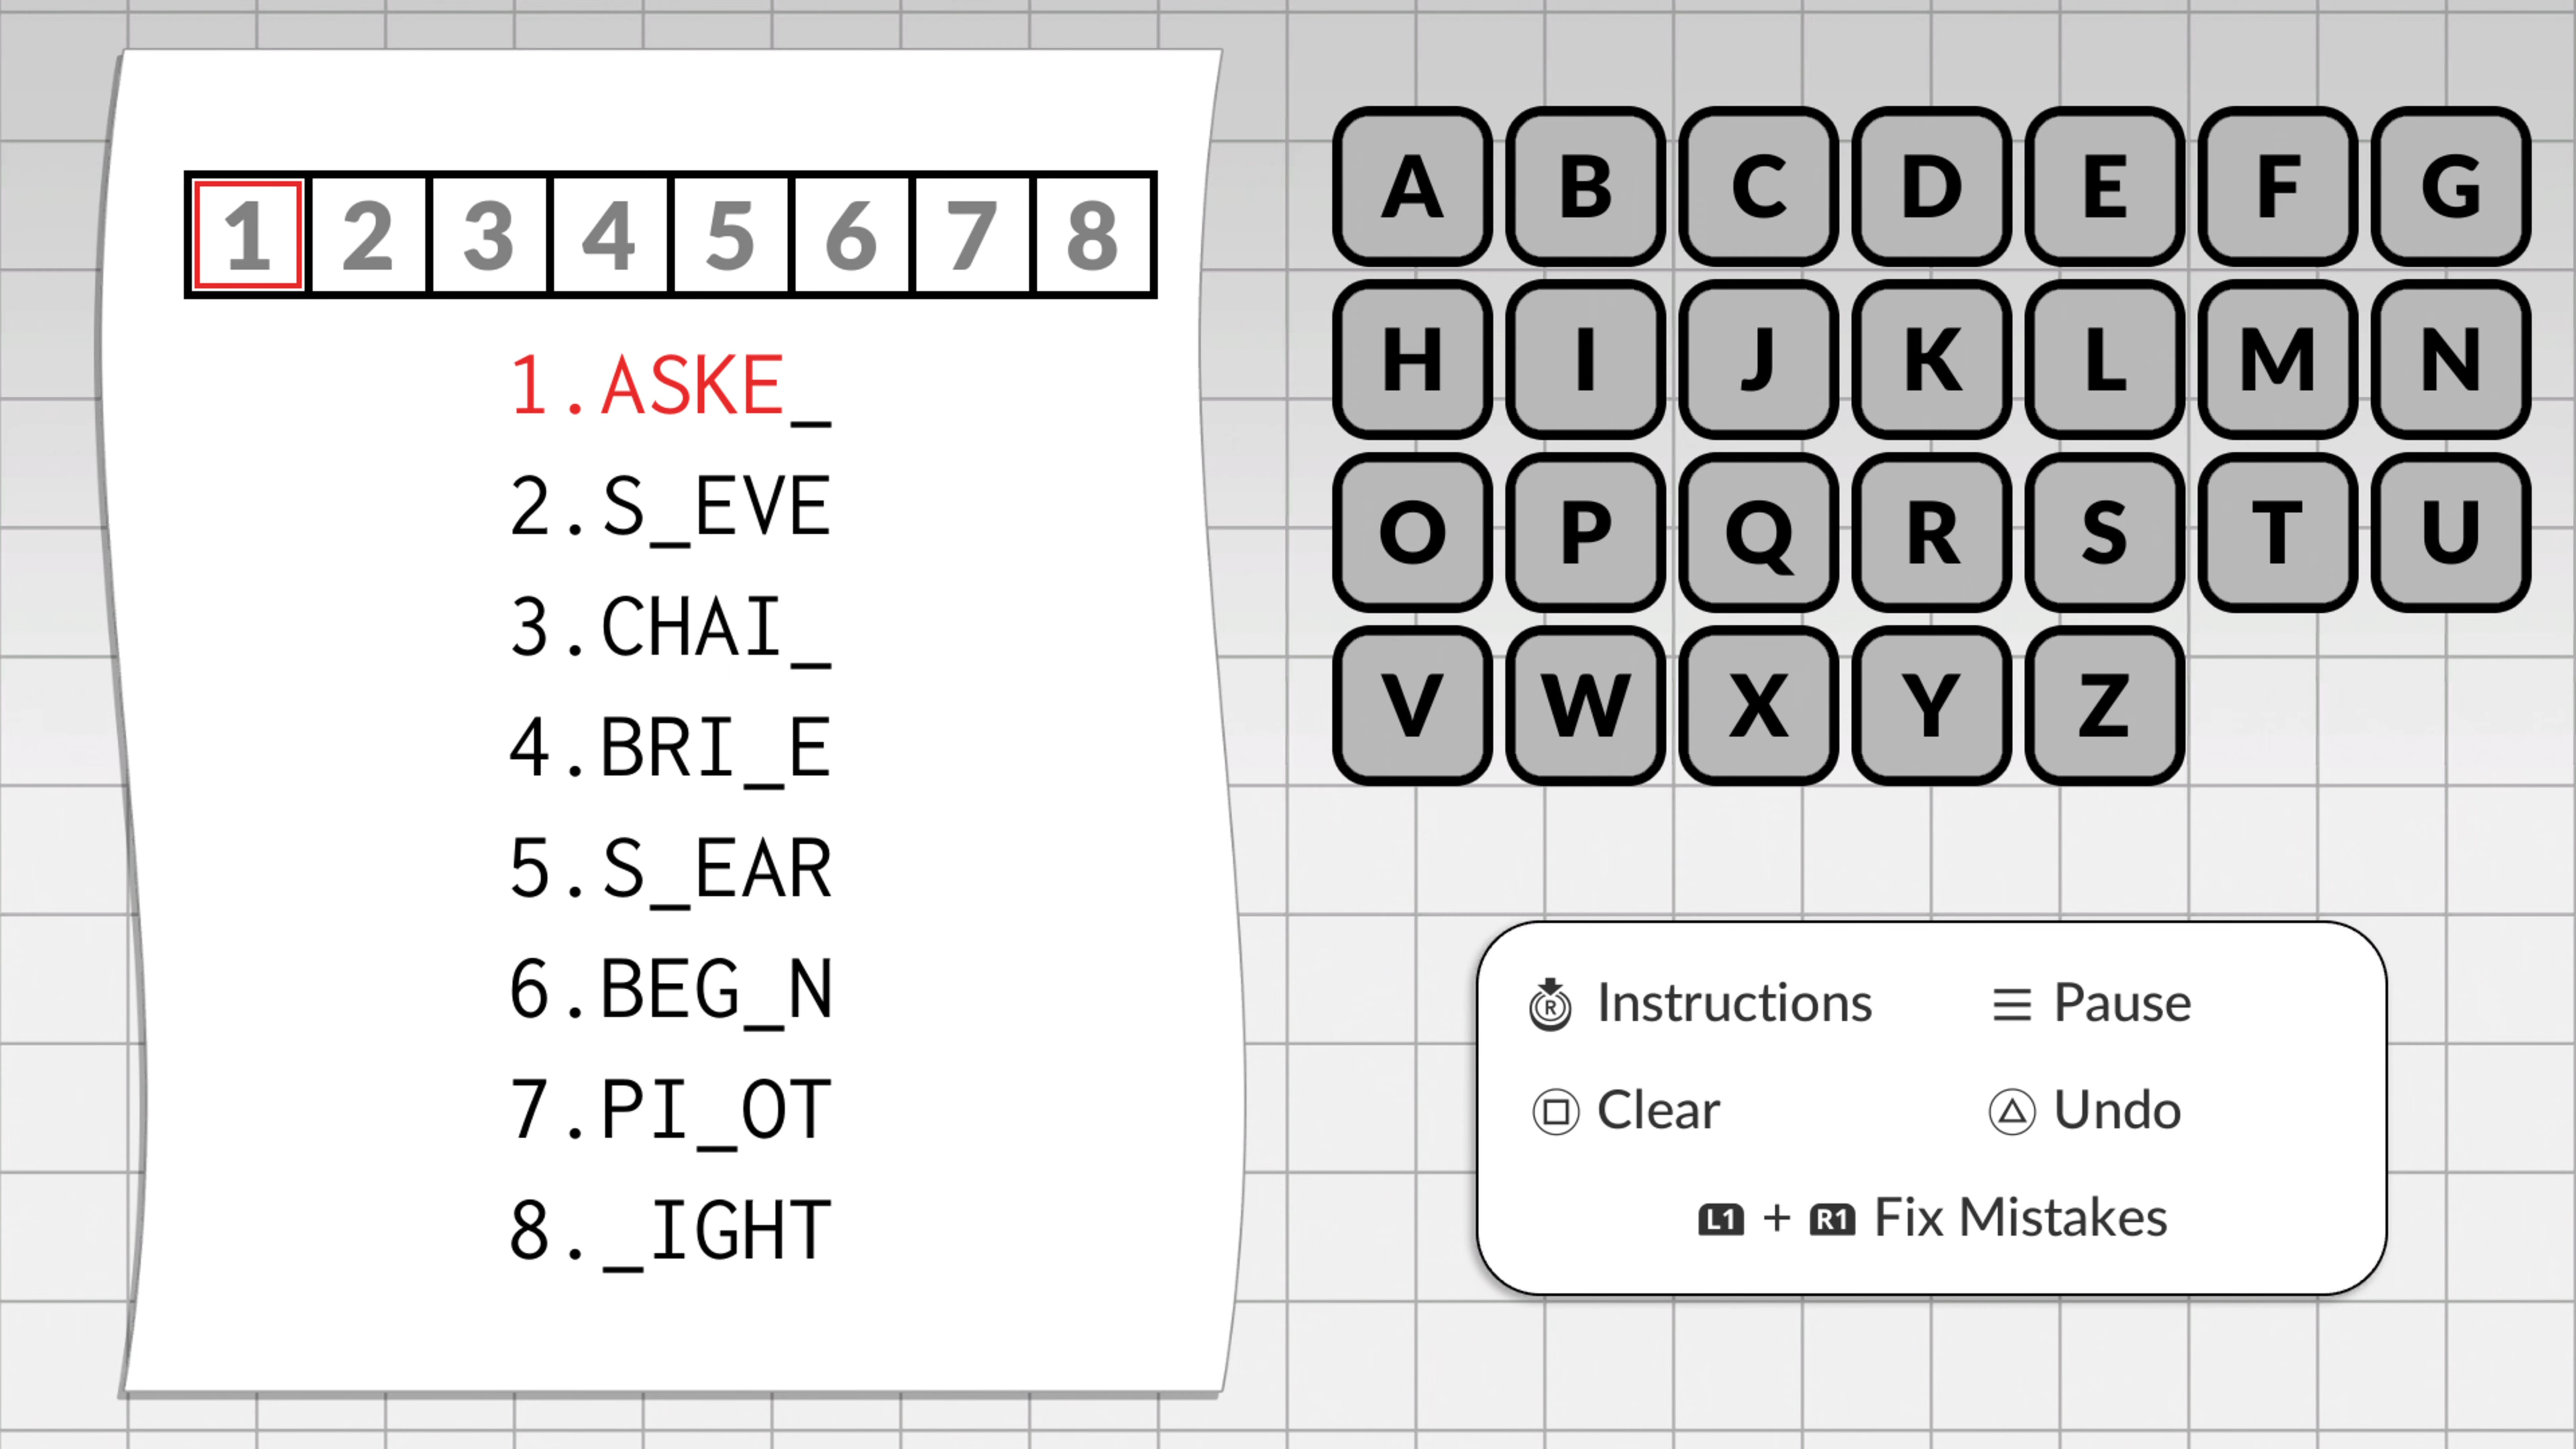 1 2 3 4 5 6 7 8
1.ASKE_
2.S_EVE
3.CHAI_
4.BRI_E
5.S_EAR
6.BEG_N
7.PI_OT
8._IGHT
A B C D E F G
H I J K L M N
O P Q R S T U
V W X Y Z
R Instructions Pause
Clear Undo
L1 + R1 Fix Mistakes